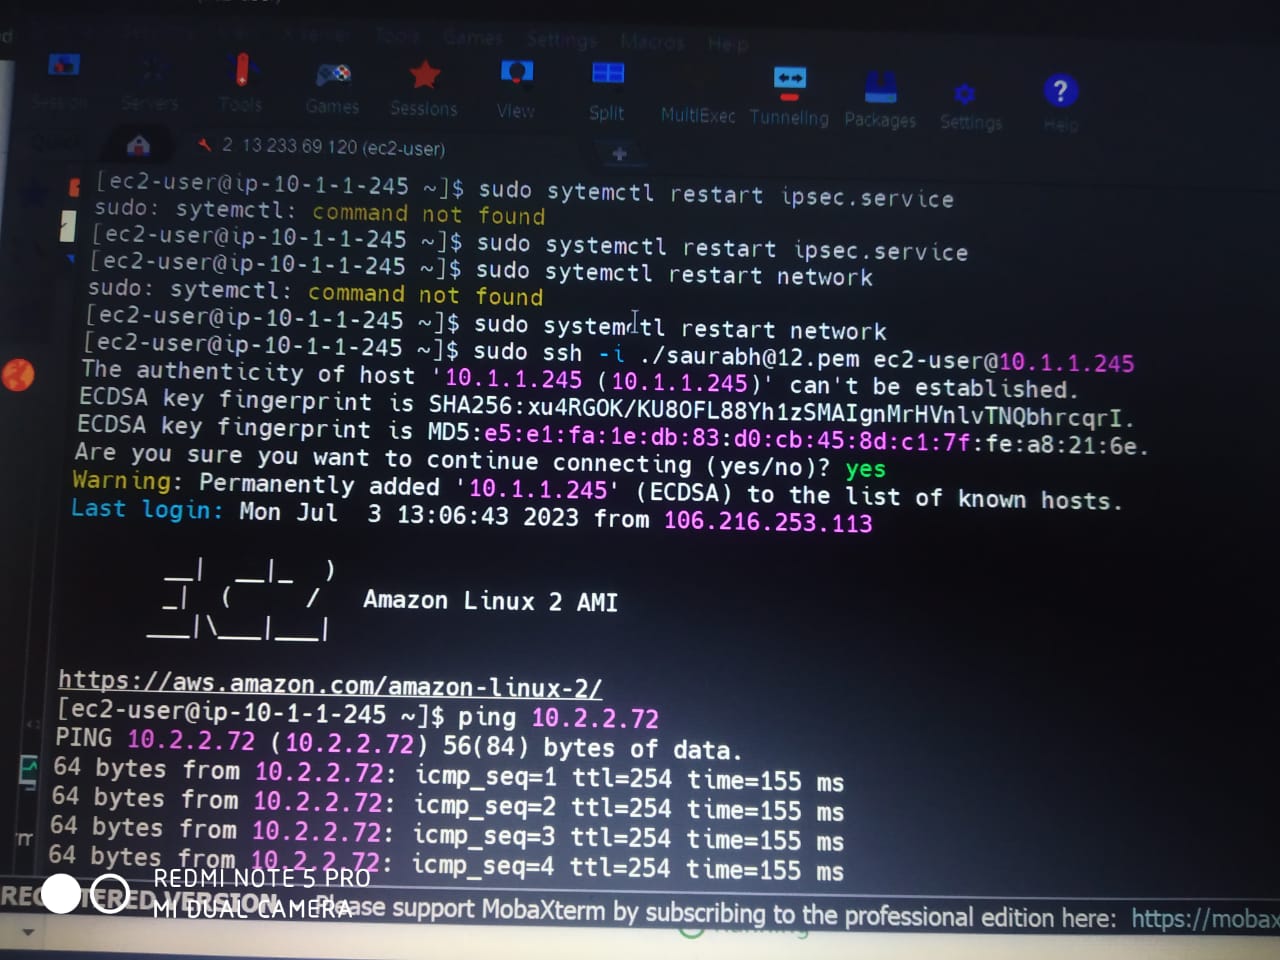 Tools Games Settings Macros Help
Session Servers Tools Games Sessions View Split MultiExec Tunneling Packages Settings Help
2 13 233 69 120 (ec2-user)
[ec2-user@ip-10-1-1-245 ~]$ sudo sytemctl restart ipsec.service
sudo: sytemctl: command not found
[ec2-user@ip-10-1-1-245 ~]$ sudo systemctl restart ipsec.service
[ec2-user@ip-10-1-1-245 ~]$ sudo sytemctl restart network
sudo: sytemctl: command not found
[ec2-user@ip-10-1-1-245 ~]$ sudo systemctl restart network
[ec2-user@ip-10-1-1-245 ~]$ sudo ssh -i ./saurabh@12.pem ec2-user@10.1.1.245
The authenticity of host '10.1.1.245 (10.1.1.245)' can't be established.
ECDSA key fingerprint is SHA256:xu4RGOK/KU8OFL88Yh1zSMAIgnMrHVnlvTNQbhrcqrI.
ECDSA key fingerprint is MD5:e5:e1:fa:1e:db:83:d0:cb:45:8d:c1:7f:fe:a8:21:6e.
Are you sure you want to continue connecting (yes/no)? yes
Warning: Permanently added '10.1.1.245' (ECDSA) to the list of known hosts.
Last login: Mon Jul  3 13:06:43 2023 from 106.216.253.113
Amazon Linux 2 AMI
https://aws.amazon.com/amazon-linux-2/
[ec2-user@ip-10-1-1-245 ~]$ ping 10.2.2.72
PING 10.2.2.72 (10.2.2.72) 56(84) bytes of data.
64 bytes from 10.2.2.72: icmp_seq=1 ttl=254 time=155 ms
64 bytes from 10.2.2.72: icmp_seq=2 ttl=254 time=155 ms
64 bytes from 10.2.2.72: icmp_seq=3 ttl=254 time=155 ms
64 bytes from 10.2.2.72: icmp_seq=4 ttl=254 time=155 ms
REDMI NOTE 5 PRO
MI DUAL CAMERA
VERSION - Please support MobaXterm by subscribing to the professional edition here: https://mobax